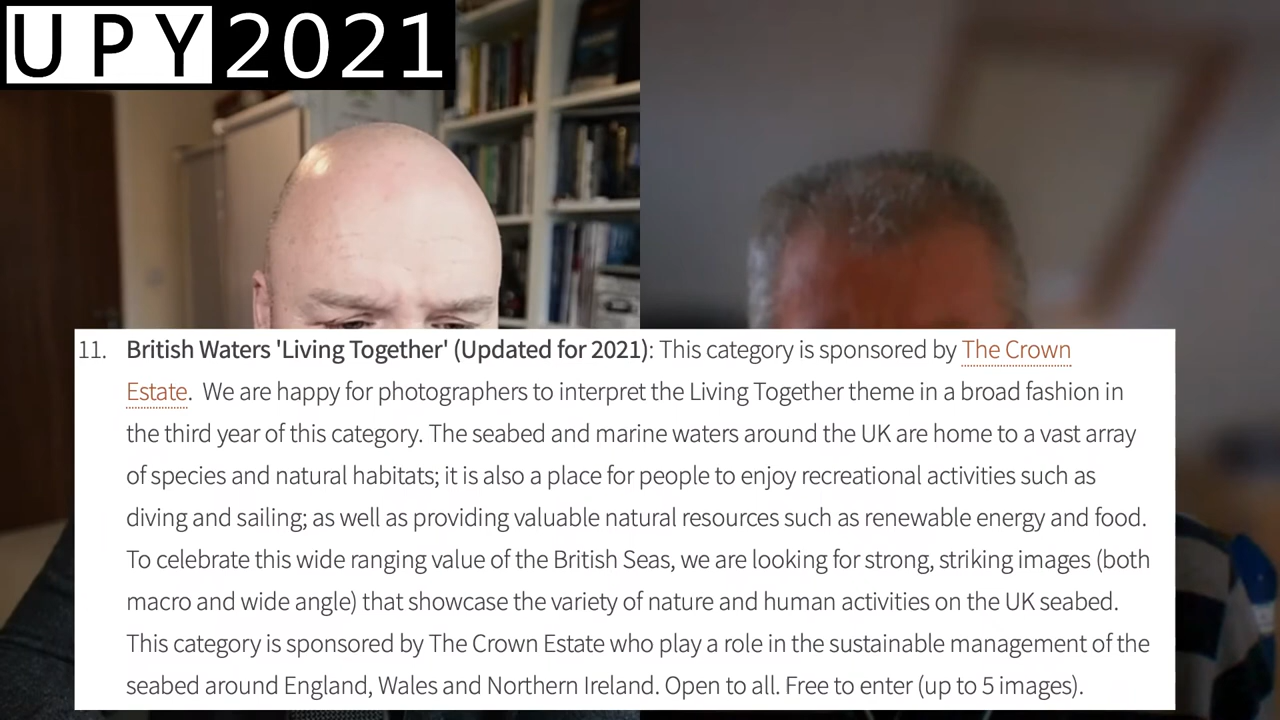 UPY2021
11. British Waters 'Living Together' (Updated for 2021): This category is sponsored by The Crown
Estate. We are happy for photographers to interpret the Living Together theme in a broad fashion in
the third year of this category. The seabed and marine waters around the UK are home to a vast array
of species and natural habitats; it is also a place for people to enjoy recreational activities such as
diving and sailing; as well as providing valuable natural resources such as renewable energy and food.
To celebrate this wide ranging value of the British Seas, we are looking for strong, striking images (both
macro and wide angle) that showcase the variety of nature and human activities on the UK seabed.
This category is sponsored by The Crown Estate who play a role in the sustainable management of the
seabed around England, Wales and Northern Ireland. Open to all. Free to enter (up to 5 images).